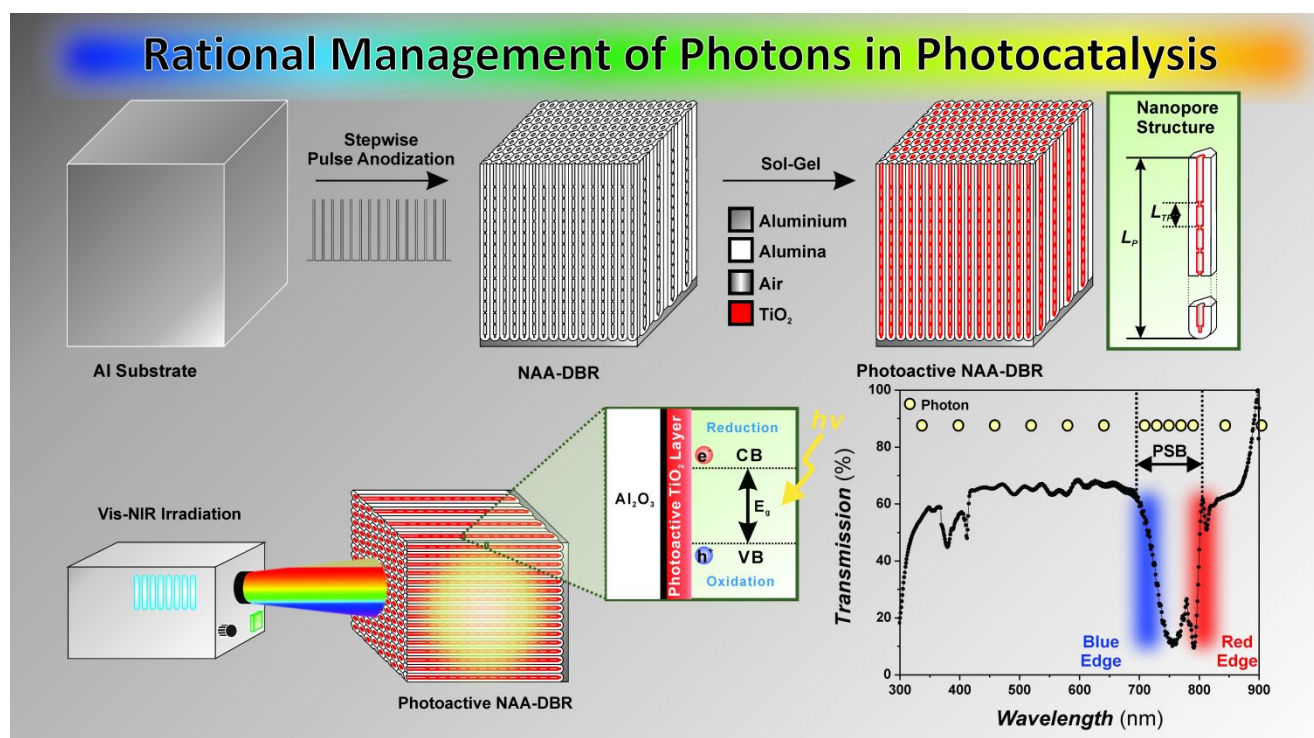 Rational Management of Photons in Photocatalysis
Stepwise
Pulse Anodization
Sol-Gel
Aluminium
Alumina
Air
TiO₂
Nanopore
Structure
L_TP
L_P
Al Substrate
NAA-DBR
Photoactive NAA-DBR
Vis-NIR Irradiation
Photoactive NAA-DBR
Al₂O₃
Photoactive TiO₂ Layer
Reduction
hν
e⁻ CB
E_g
h⁺ VB
Oxidation
Transmission (%)
100
80
60
40
20
0
Photon
PSB
Blue
Edge
Red
Edge
300 400 500 600 700 800 900
Wavelength (nm)